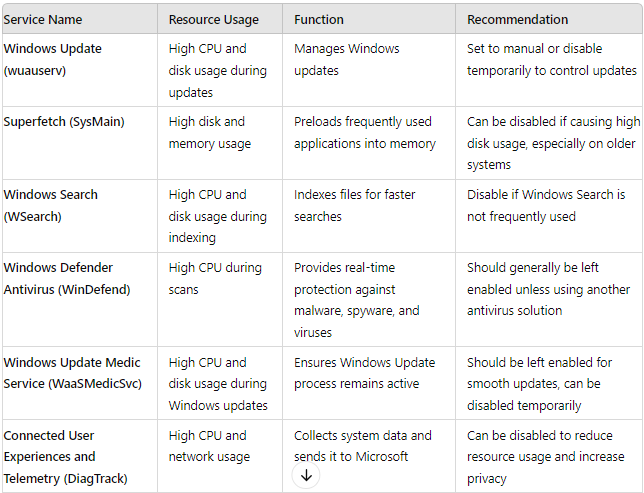 Service Name Resource Usage Function Recommendation
Windows Update High CPU and Manages Windows Set to manual or disable
(wuauserv) disk usage during updates temporarily to control updates
updates
Superfetch (SysMain) High disk and Preloads frequently used Can be disabled if causing high
memory usage applications into memory disk usage, especially on older
systems
Windows Search High CPU and Indexes files for faster Disable if Windows Search is
(WSearch) disk usage during searches not frequently used
indexing
Windows Defender High CPU during Provides real-time Should generally be left
Antivirus (WinDefend) scans protection against enabled unless using another
malware, spyware, and antivirus solution
viruses
Windows Update Medic High CPU and Ensures Windows Update Should be left enabled for
Service (WaaSMedicSvc) disk usage during process remains active smooth updates, can be
Windows updates disabled temporarily
Connected User High CPU and Collects system data and Can be disabled to reduce
Experiences and network usage sends it to Microsoft resource usage and increase
Telemetry (DiagTrack) privacy